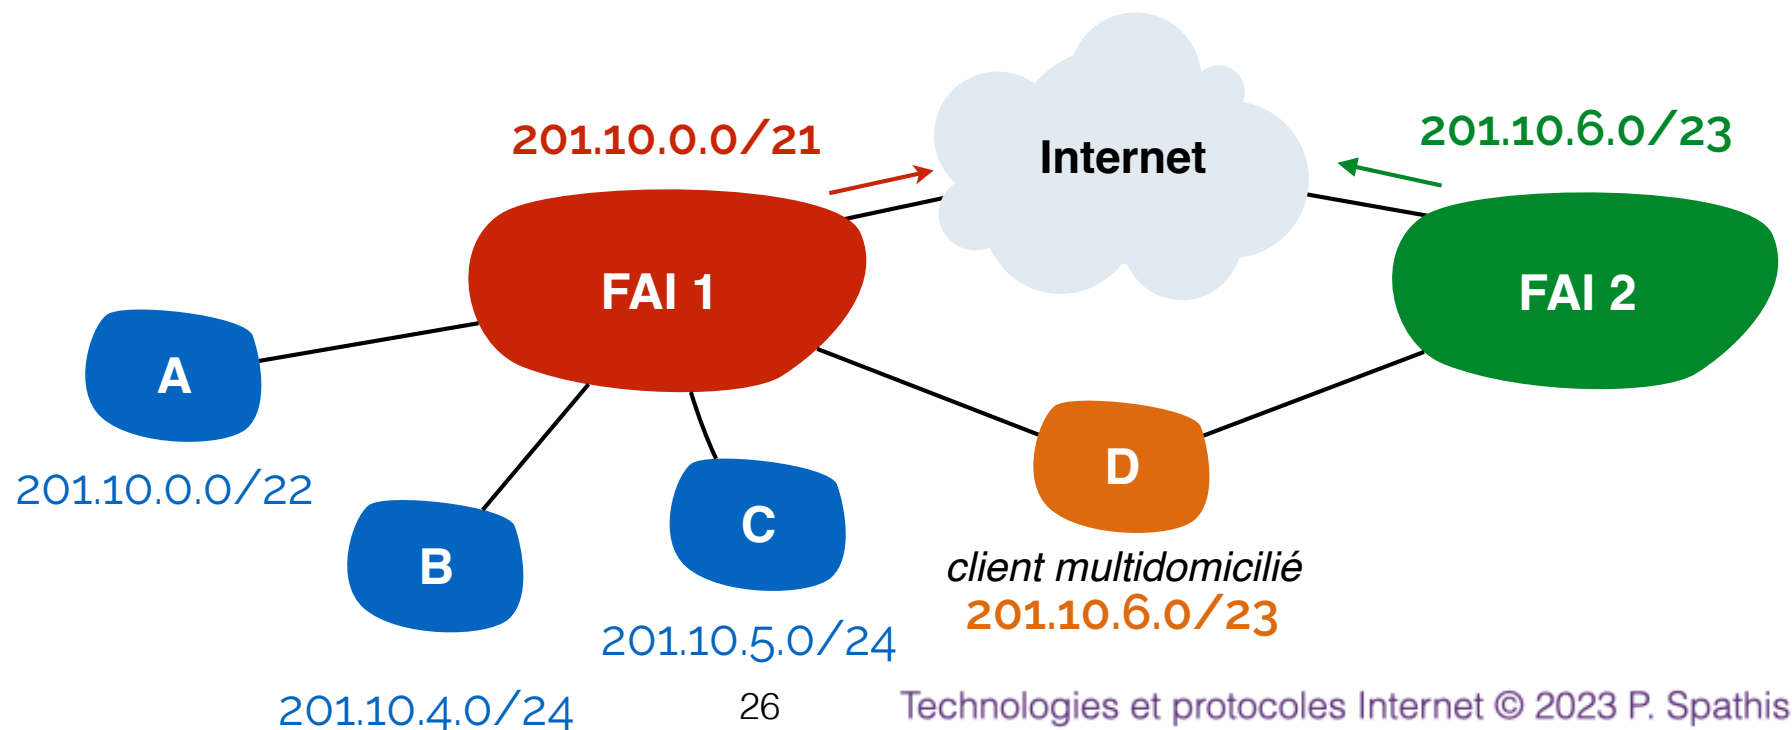 201.10.0.0/21
Internet
201.10.6.0/23
FAI 1
FAI 2
A
201.10.0.0/22
B
201.10.4.0/24
C
201.10.5.0/24
D
client multidomicilié
201.10.6.0/23
26
Technologies et protocoles Internet © 2023 P. Spathis